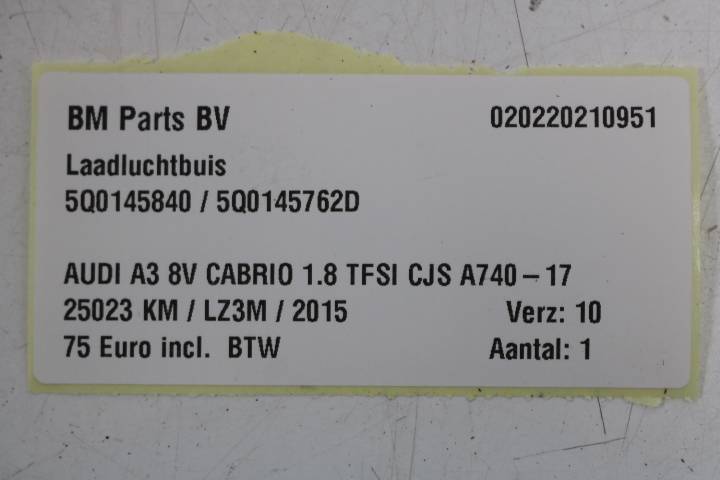 BM Parts BV 020220210951
Laadluchtbuis
5Q0145840 / 5Q0145762D
AUDI A3 8V CABRIO 1.8 TFSI CJS A740 – 17
25023 KM / LZ3M / 2015 Verz: 10
75 Euro incl. BTW Aantal: 1